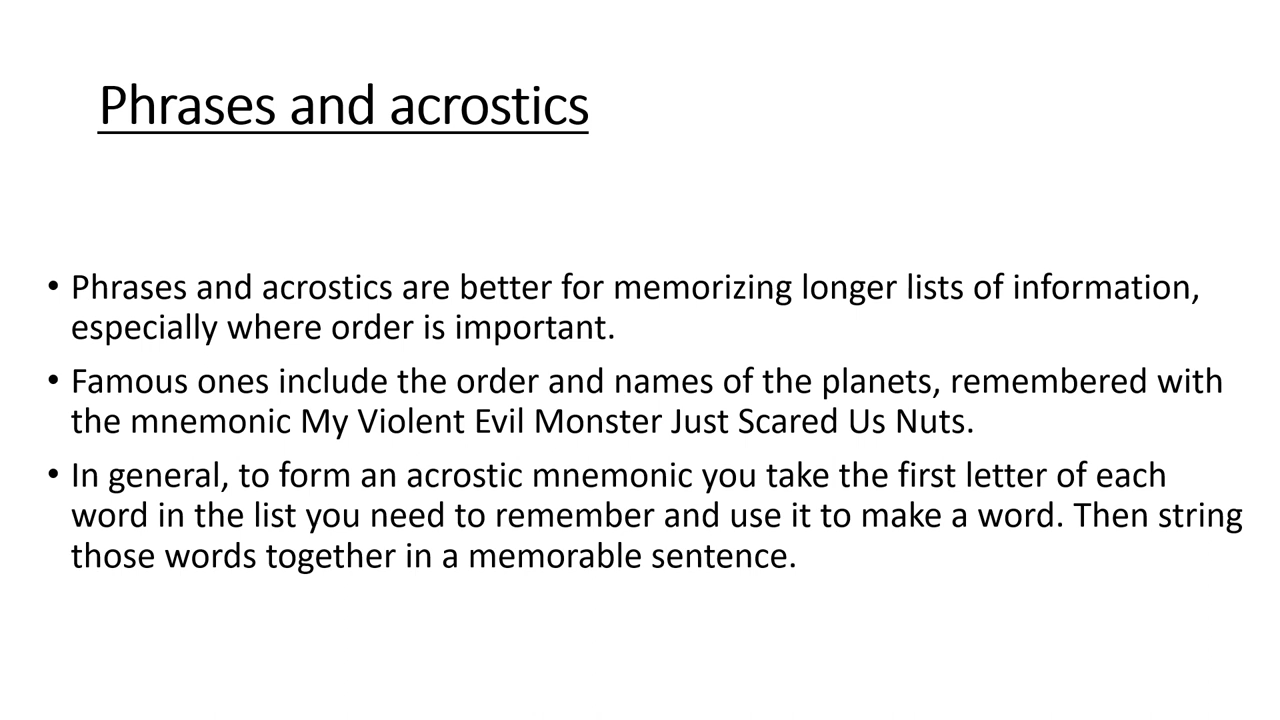 Phrases and acrostics
• Phrases and acrostics are better for memorizing longer lists of information,
especially where order is important.
• Famous ones include the order and names of the planets, remembered with
the mnemonic My Violent Evil Monster Just Scared Us Nuts.
• In general, to form an acrostic mnemonic you take the first letter of each
word in the list you need to remember and use it to make a word. Then string
those words together in a memorable sentence.